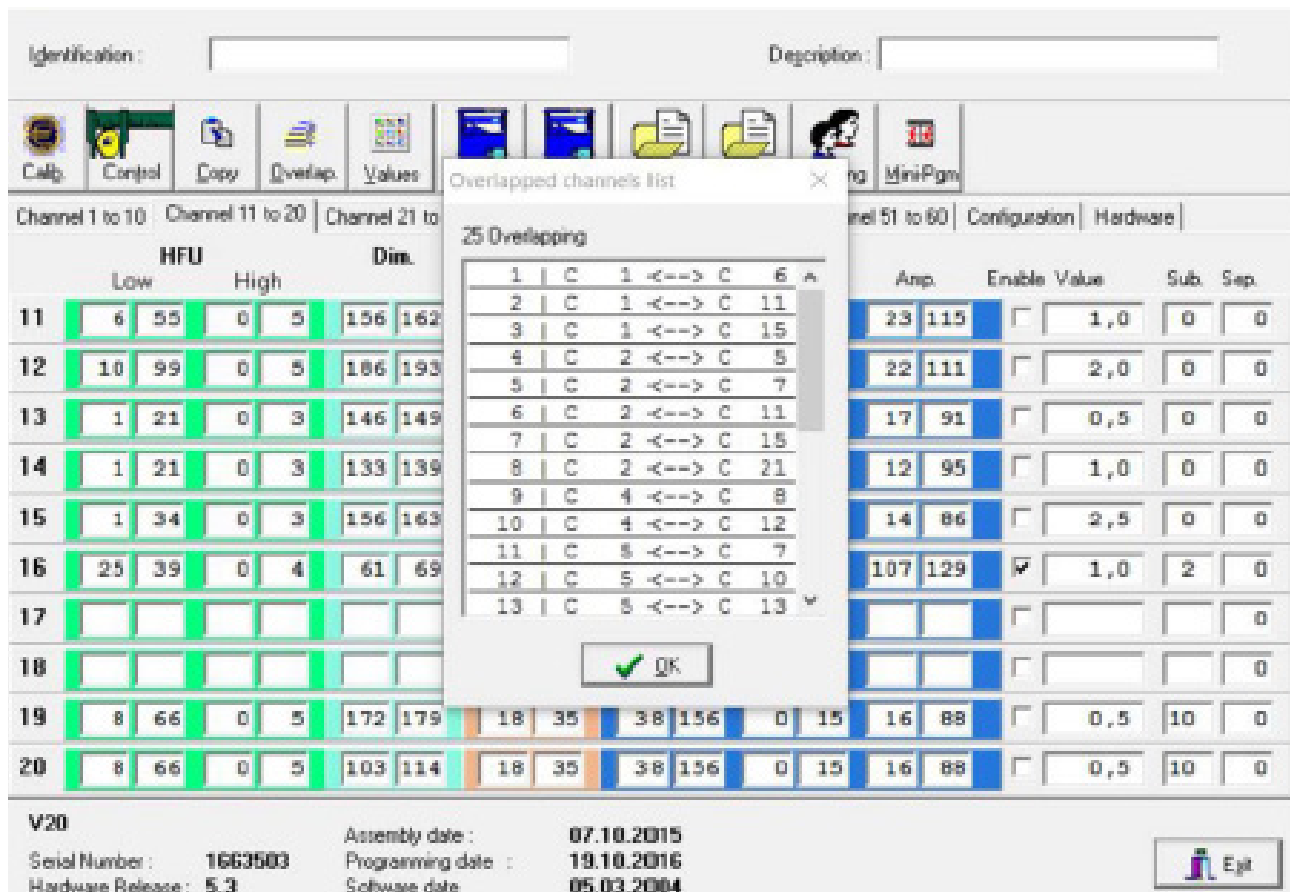 Identification :
Description :
Calib. Control Copy Overlap. Values ng MiniPgm
Overlapped channels list
Channel 1 to 10 Channel 11 to 20 Channel 21 to nel 51 to 60 Configuration Hardware
25 Overlapping
HFU Dim.
Low High Amp. Enable Value Sub. Sep.
1 | C 1 <--> C 6
2 | C 1 <--> C 11
3 | C 1 <--> C 15
4 | C 2 <--> C 5
5 | C 2 <--> C 7
6 | C 2 <--> C 11
7 | C 2 <--> C 15
8 | C 2 <--> C 21
9 | C 4 <--> C 8
10 | C 4 <--> C 12
11 | C 5 <--> C 7
12 | C 5 <--> C 10
13 | C 5 <--> C 13
OK
11 6 55 0 5 156 162 23 115 1,0 0 0
12 10 99 0 5 186 193 22 111 2,0 0 0
13 1 21 0 3 146 149 17 91 0,5 0 0
14 1 21 0 3 133 139 12 95 1,0 0 0
15 1 34 0 3 156 163 14 86 2,5 0 0
16 25 39 0 4 61 69 107 129 1,0 2 0
17 0
18 0
19 8 66 0 5 172 179 18 35 38 156 0 15 16 88 0,5 10 0
20 8 66 0 5 103 114 18 35 38 156 0 15 16 88 0,5 10 0
V20
Assembly date : 07.10.2015
Serial Number : 1663503 Programming date : 19.10.2016
Hardware Release : 5.3 Software date 05.03.2004
Exit